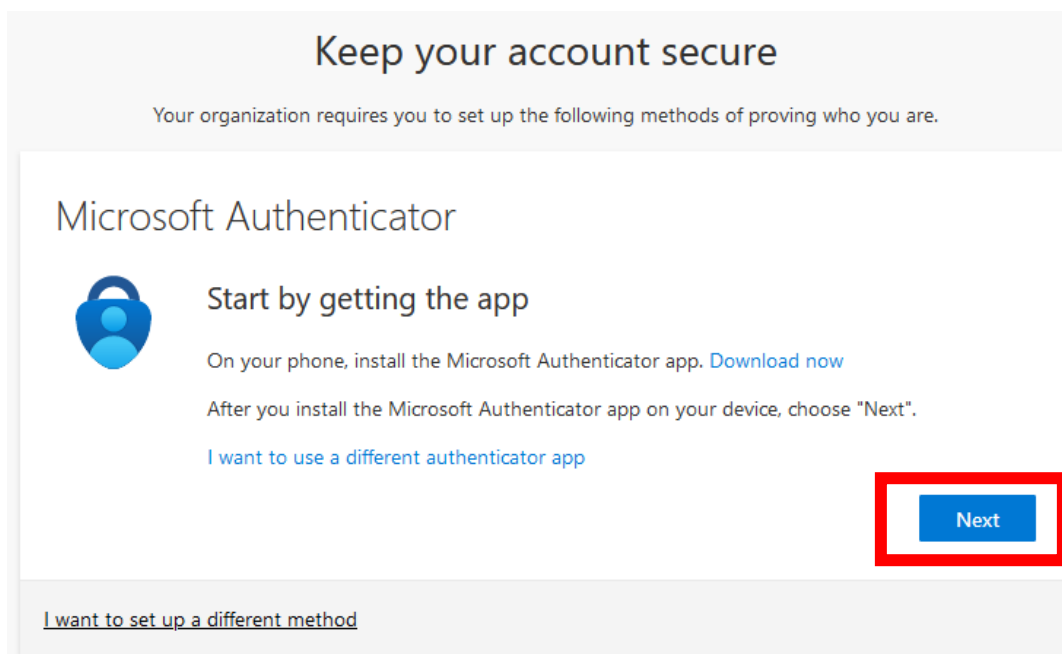 Keep your account secure
Your organization requires you to set up the following methods of proving who you are.
Microsoft Authenticator
Start by getting the app
On your phone, install the Microsoft Authenticator app. Download now
After you install the Microsoft Authenticator app on your device, choose "Next".
I want to use a different authenticator app
Next
I want to set up a different method